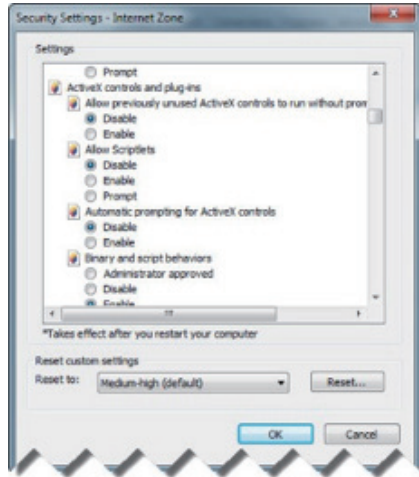 Security Settings - Internet Zone
Settings
Prompt
ActiveX controls and plug-ins
Allow previously unused ActiveX controls to run without pron
Disable
Enable
Allow Scriptlets
Disable
Enable
Prompt
Automatic prompting for ActiveX controls
Disable
Enable
Binary and script behaviors
Administrator approved
Disable
Enable
*Takes effect after you restart your computer
Reset custom settings
Reset to: Medium-high (default) Reset...
OK Cancel